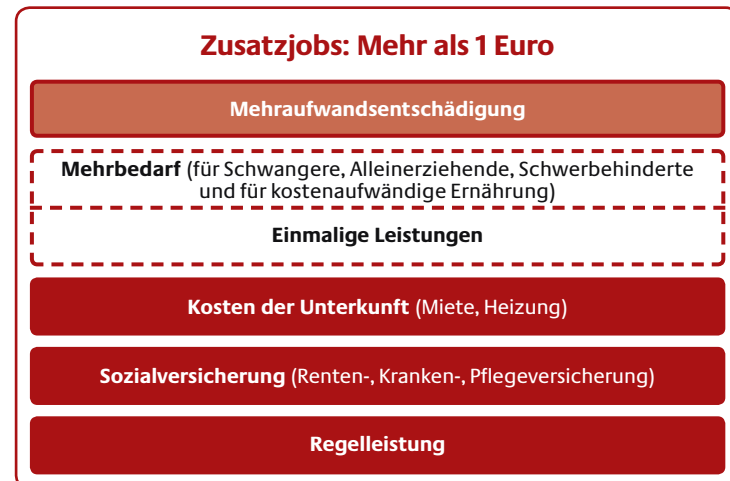 Zusatzjobs: Mehr als 1 Euro
Mehraufwandsentschädigung
Mehrbedarf (für Schwangere, Alleinerziehende, Schwerbehinderte
und für kostenaufwändige Ernährung)
Einmalige Leistungen
Kosten der Unterkunft (Miete, Heizung)
Sozialversicherung (Renten-, Kranken-, Pflegeversicherung)
Regelleistung